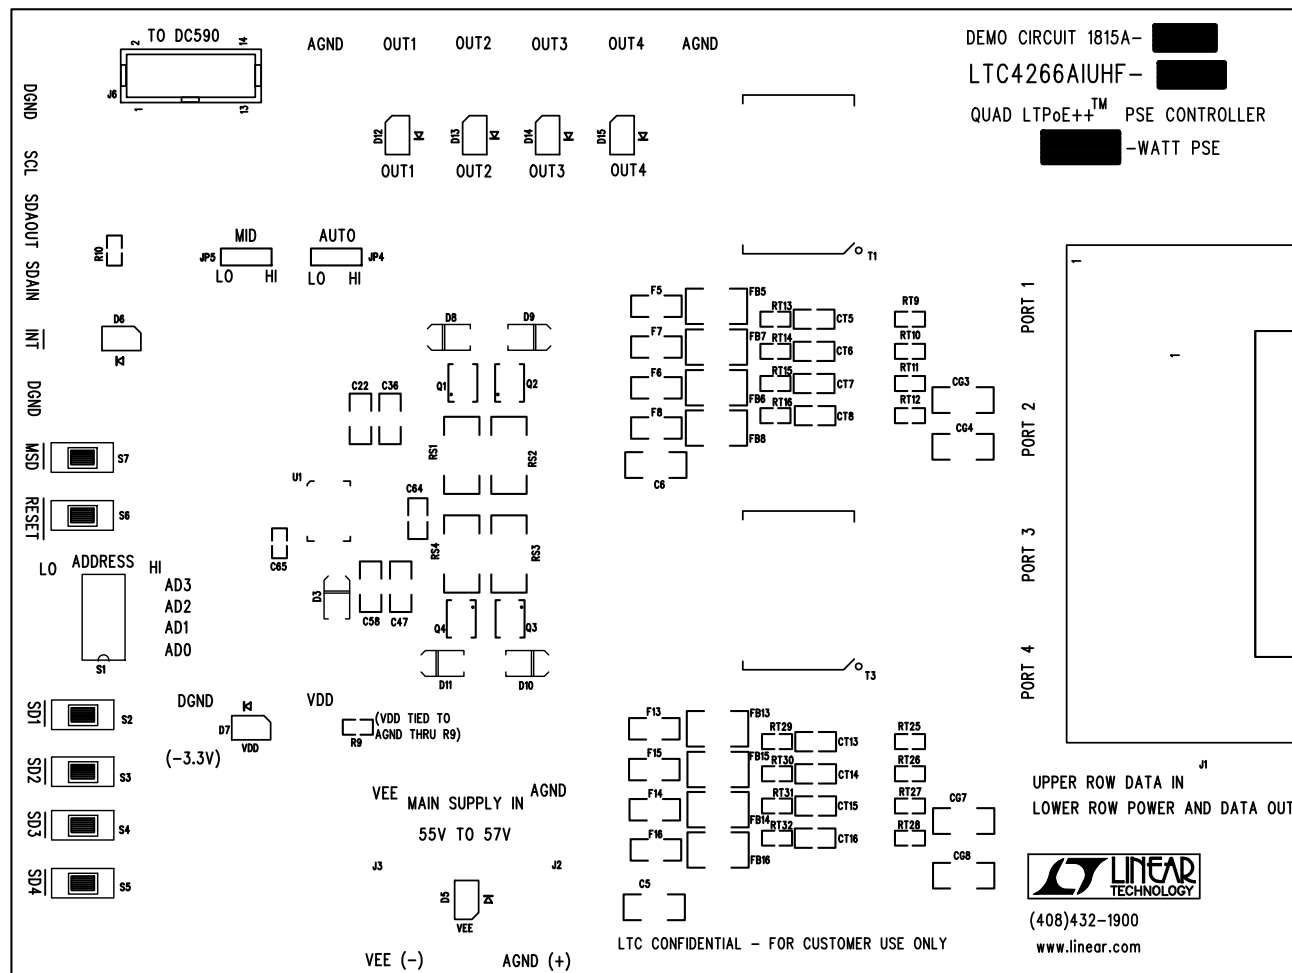 TO DC590
2
14
J6
1
13
AGND
OUT1
OUT2
OUT3
OUT4
AGND
DEMO CIRCUIT 1815A-
LTC4266AIUHF-
QUAD LTPoE++™ PSE CONTROLLER
-WATT PSE
D12
D13
D14
D15
OUT1
OUT2
OUT3
OUT4
DGND
SCL
SDAOUT
SDAIN
INT
DGND
MSD
RESET
R10
MID
JP5
LO
HI
AUTO
JP4
LO
HI
D6
S7
S6
LO
ADDRESS
HI
AD3
AD2
AD1
AD0
S1
SD1
SD2
SD3
SD4
S2
S3
S4
S5
DGND
D7
VDD
(-3.3V)
VDD
R9
(VDD TIED TO
AGND THRU R9)
D8
D9
Q1
Q2
C22
C36
RS1
RS2
U1
C64
C65
RS4
RS3
D3
C58
C47
Q4
Q3
D11
D10
VEE
MAIN SUPPLY IN
AGND
55V TO 57V
J3
J2
D5
VEE
VEE (-)
AGND (+)
T1
F5
FB5
F7
FB7
F6
FB6
F8
FB8
C6
RT13
CT5
RT14
CT6
RT15
CT7
RT16
CT8
RT9
RT10
RT11
RT12
CG3
CG4
T3
F13
FB13
F15
FB15
F14
FB14
F16
FB16
C5
RT29
CT13
RT30
CT14
RT31
CT15
RT32
CT16
RT25
RT26
RT27
RT28
CG7
CG8
PORT 1
PORT 2
PORT 3
PORT 4
1
1
J1
UPPER ROW DATA IN
LOWER ROW POWER AND DATA OUT
LT LINEAR
TECHNOLOGY
(408)432-1900
www.linear.com
LTC CONFIDENTIAL - FOR CUSTOMER USE ONLY